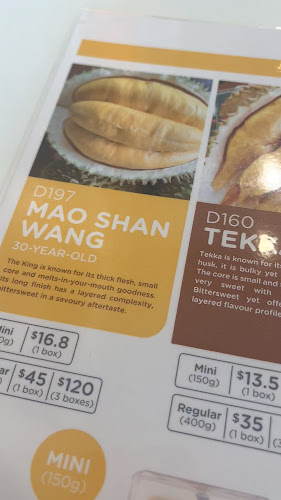 D197
MAO SHAN
WANG
30-YEAR-OLD
The King is known for its thick flesh, small
core and melts-in-your-mouth goodness.
Its long finish has a layered complexity,
bittersweet in a savoury aftertaste.
$16.8
(1 box)
$45
(1 box)
$120
(3 boxes)
MINI
(150g)
D160
Tekka is known for
husk, it is bulky yet
The core is small and
very sweet with
Bittersweet yet
layered flavour profile
Mini
(150g)
$13.5
(1 box)
Regular
(400g)
$35
(1 box)